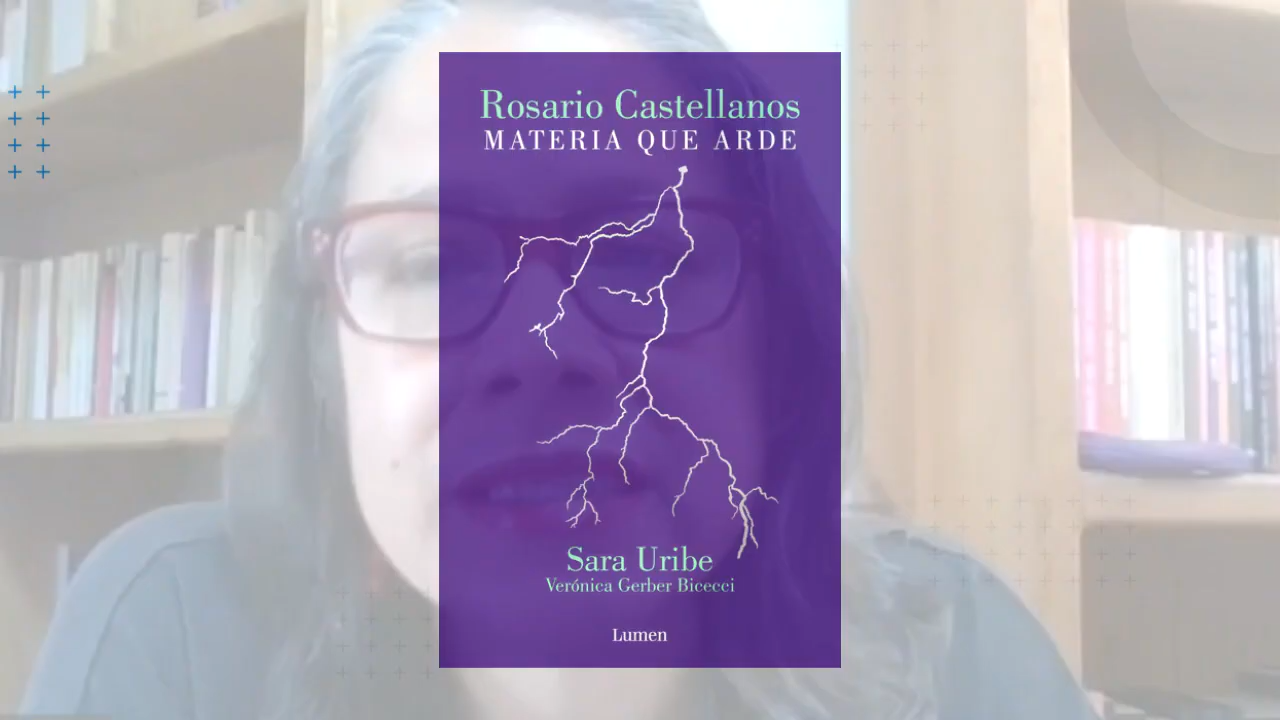 Rosario Castellanos
MATERIA QUE ARDE
Sara Uribe
Verónica Gerber Bicecci
Lumen